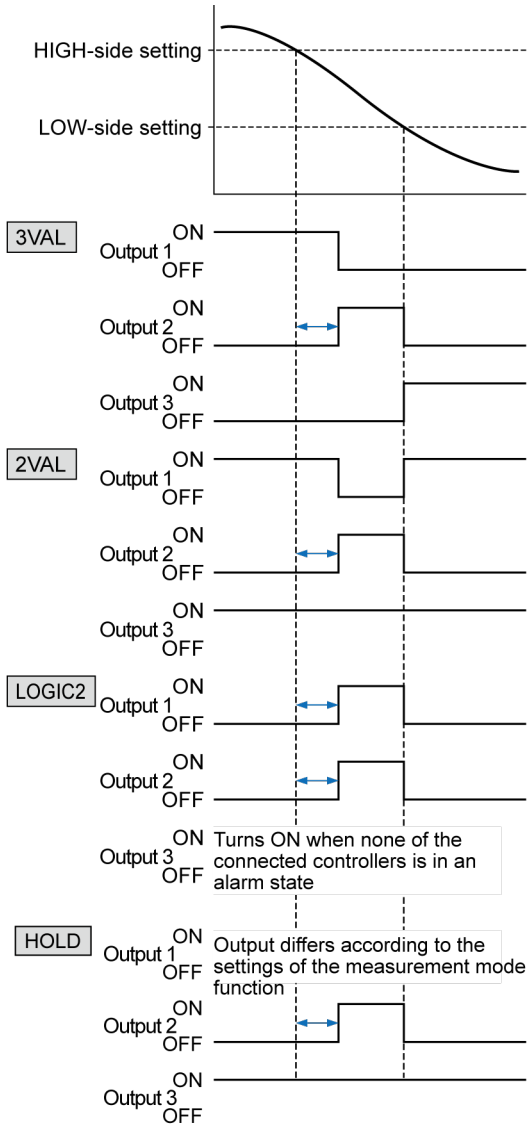 HIGH-side setting
LOW-side setting
3VAL
ON
Output 1
OFF
ON
Output 2
OFF
ON
Output 3
OFF
2VAL
ON
Output 1
OFF
ON
Output 2
OFF
ON
Output 3
OFF
LOGIC2
ON
Output 1
OFF
ON
Output 2
OFF
ON
Output 3
OFF
Turns ON when none of the
connected controllers is in an
alarm state
HOLD
ON
Output 1
OFF
Output differs according to the
settings of the measurement mode
function
ON
Output 2
OFF
ON
Output 3
OFF